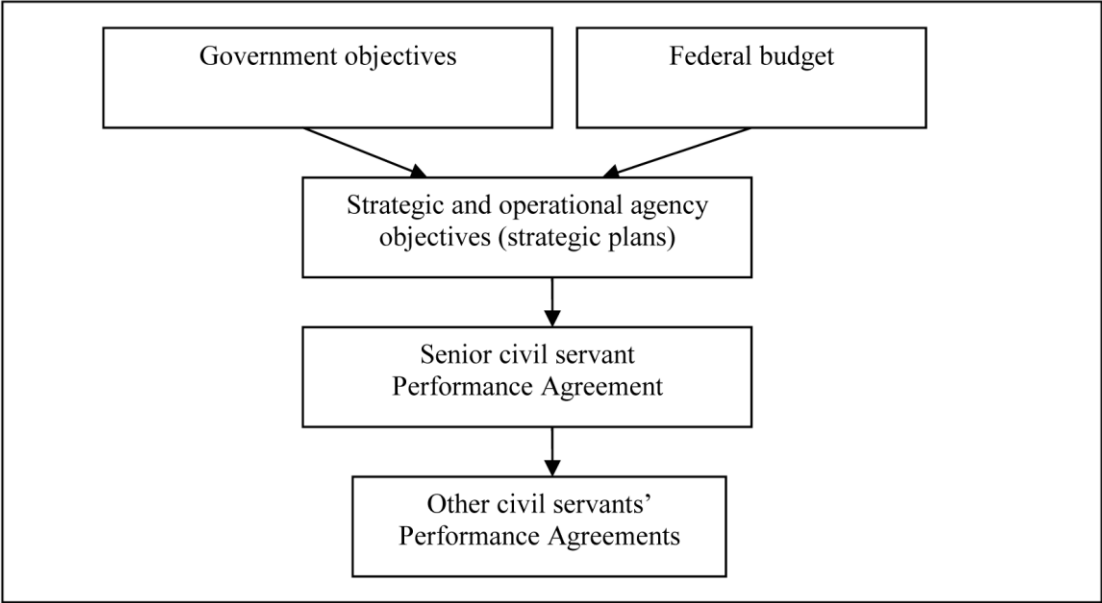 Government objectives
Federal budget
Strategic and operational agency
objectives (strategic plans)
Senior civil servant
Performance Agreement
Other civil servants’
Performance Agreements